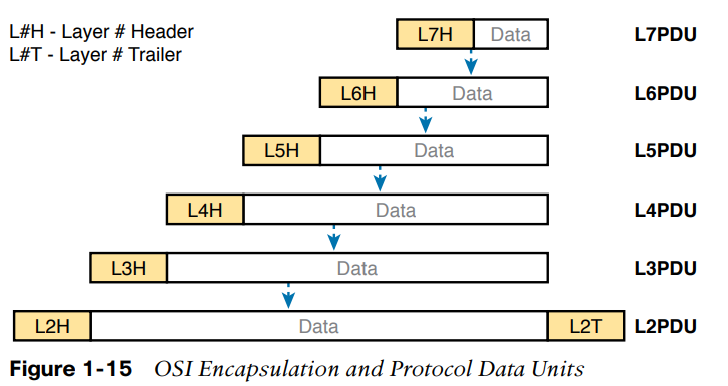 L#H - Layer # Header
L#T - Layer # Trailer
L7H Data L7PDU
L6H Data L6PDU
L5H Data L5PDU
L4H Data L4PDU
L3H Data L3PDU
L2H Data L2T L2PDU
Figure 1-15 OSI Encapsulation and Protocol Data Units